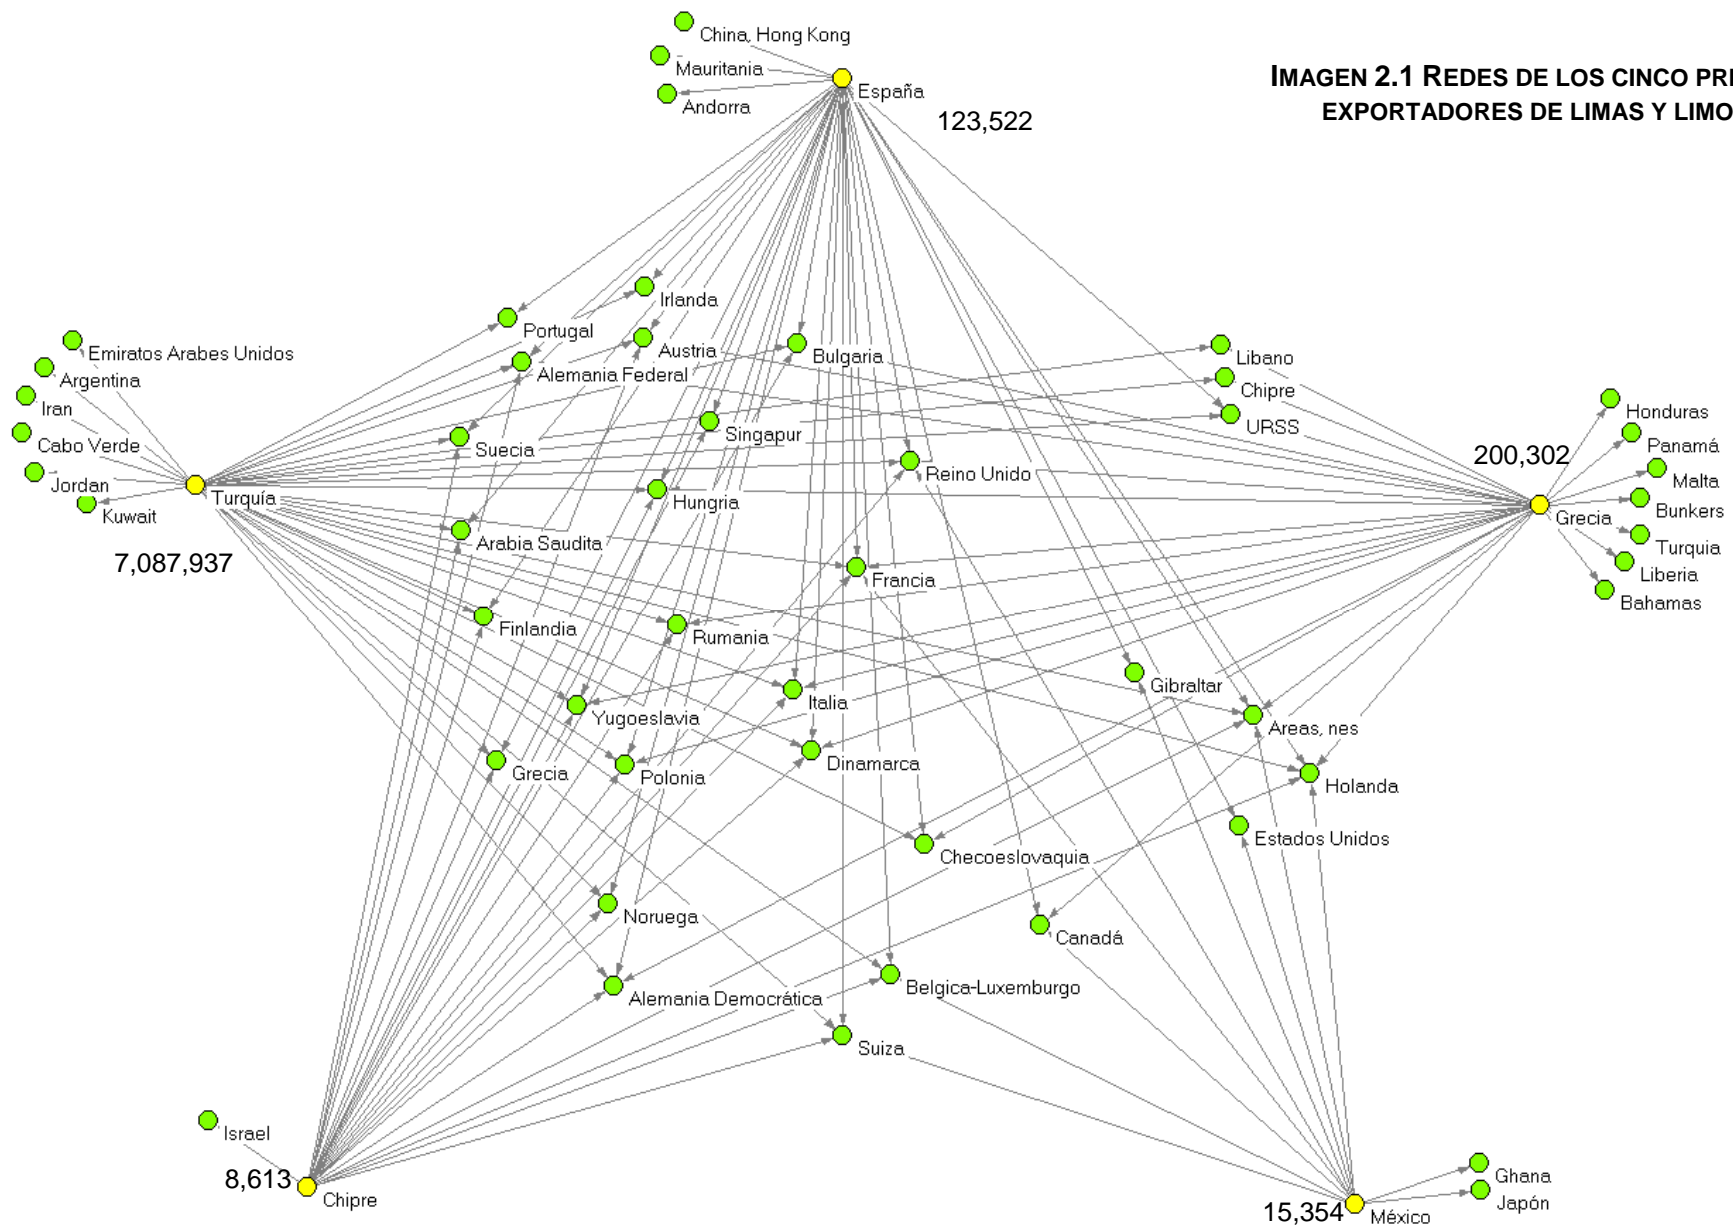 China, Hong Kong
Mauritania
Andorra
España
123,522
IMAGEN 2.1 REDES DE LOS CINCO PRI
EXPORTADORES DE LIMAS Y LIMO
Irlanda
Portugal
Austria
Alemania Federal
Bulgaria
Emiratos Arabes Unidos
Argentina
Iran
Cabo Verde
Jordan
Kuwait
Turquía
7,087,937
Libano
Chipre
URSS
Suecia
Singapur
Reino Unido
Hungria
Arabia Saudita
Francia
Honduras
Panamá
Malta
Bunkers
Turquia
Liberia
Bahamas
200,302
Grecia
Finlandia
Rumania
Gibraltar
Italia
Yugoeslavia
Areas, nes
Grecia
Polonia
Dinamarca
Holanda
Estados Unidos
Checoeslovaquia
Noruega
Canadá
Alemania Democrática
Belgica-Luxemburgo
Suiza
Israel
8,613
Chipre
Ghana
Japón
15,354
México